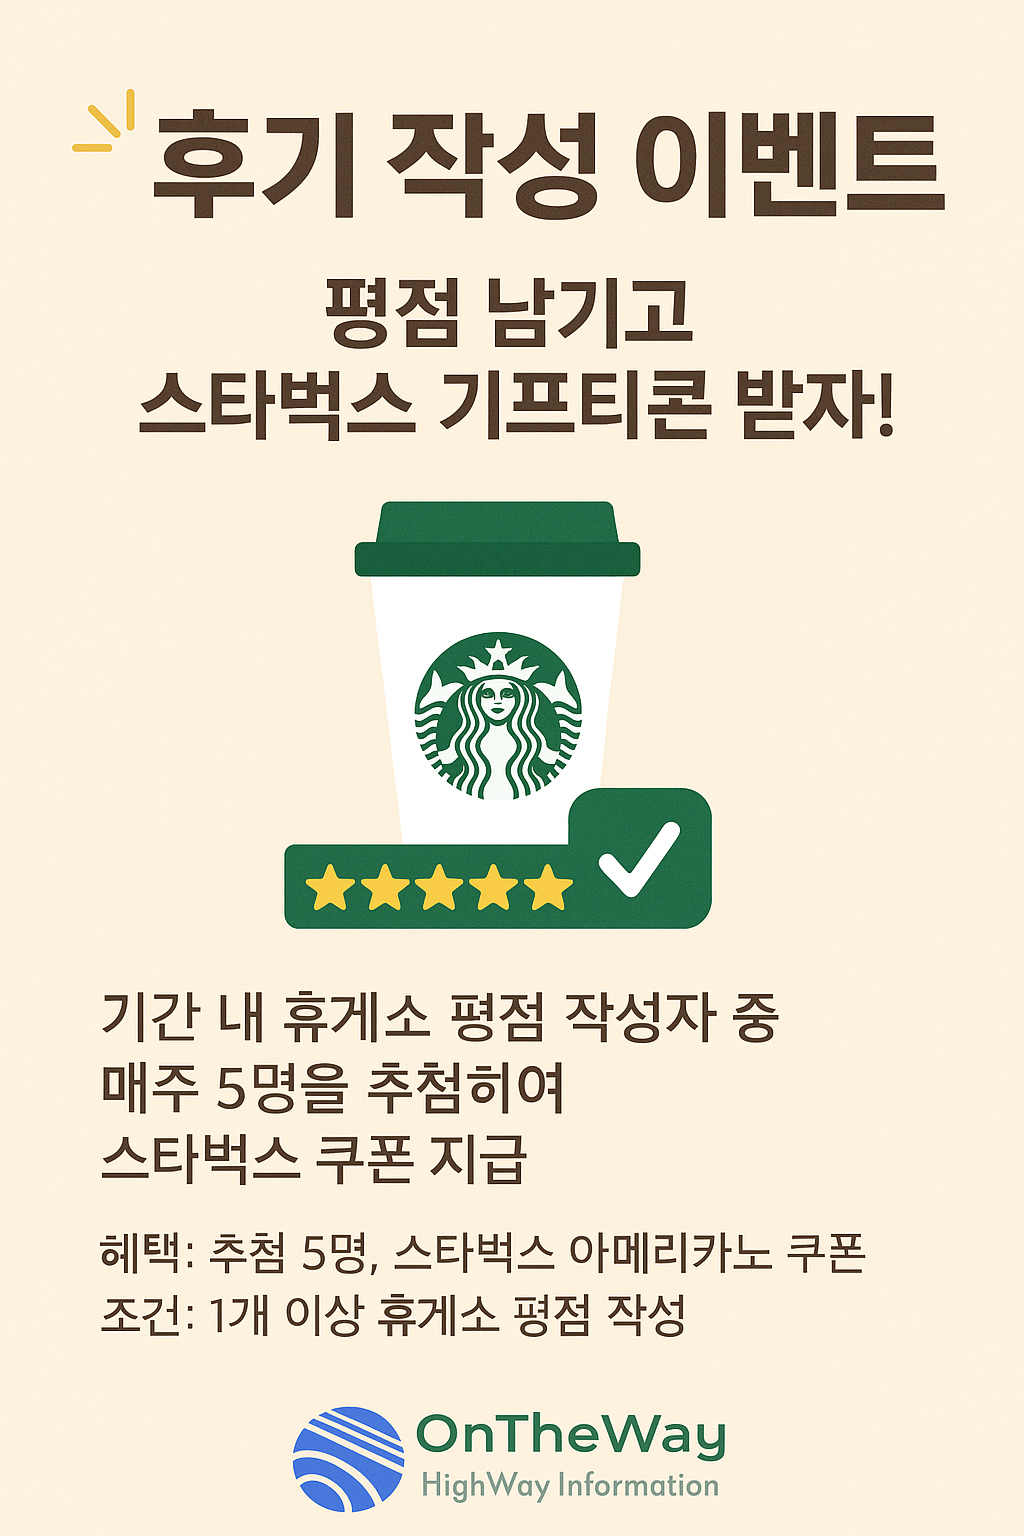 후기 작성 이벤트
평점 남기고
스타벅스 기프티콘 받자!
기간 내 휴게소 평점 작성자 중
매주 5명을 추첨히여
스타벅스 쿠폰 지급
혜택: 추첨 5명, 스타벅스 아메리카노 쿠폰
조건: 1개 이상 휴게소 평점 작성
OnTheWay
HighWay Information